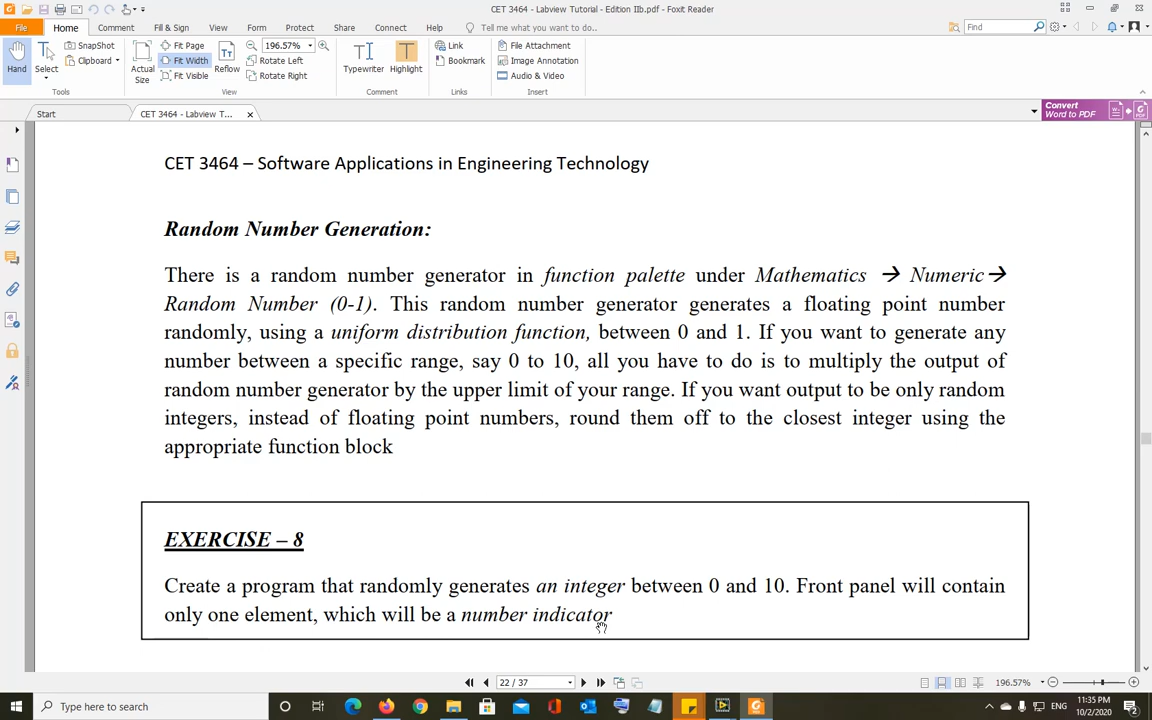 CET 3464 - Labview Tutorial - Edition IIb.pdf - Foxit Reader
File Home Comment Fill & Sign View Form Protect Share Connect Help Tell me what you want to do... Find
Hand
Select
SnapShot
Clipboard
Tools
Actual Size
Fit Page
Fit Width
Fit Visible
Reflow
196.57%
Rotate Left
Rotate Right
View
Typewriter
Highlight
Comment
Link
Bookmark
Links
File Attachment
Image Annotation
Audio & Video
Insert
Start CET 3464 - Labview T...
Convert
Word to PDF
CET 3464 – Software Applications in Engineering Technology
Random Number Generation:
There is a random number generator in function palette under Mathematics → Numeric→
Random Number (0-1). This random number generator generates a floating point number
randomly, using a uniform distribution function, between 0 and 1. If you want to generate any
number between a specific range, say 0 to 10, all you have to do is to multiply the output of
random number generator by the upper limit of your range. If you want output to be only random
integers, instead of floating point numbers, round them off to the closest integer using the
appropriate function block
EXERCISE – 8
Create a program that randomly generates an integer between 0 and 10. Front panel will contain
only one element, which will be a number indicator
22 / 37
196.57%
Type here to search
ENG
11:35 PM
10/2/2020